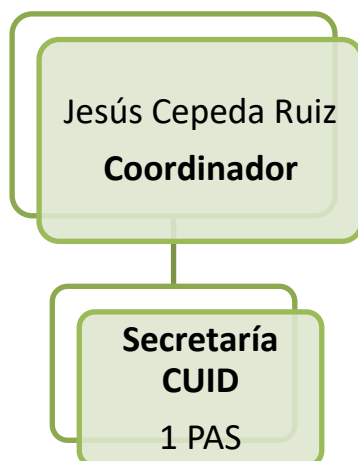 Jesús Cepeda Ruiz
Coordinador
Secretaría
CUID
1 PAS